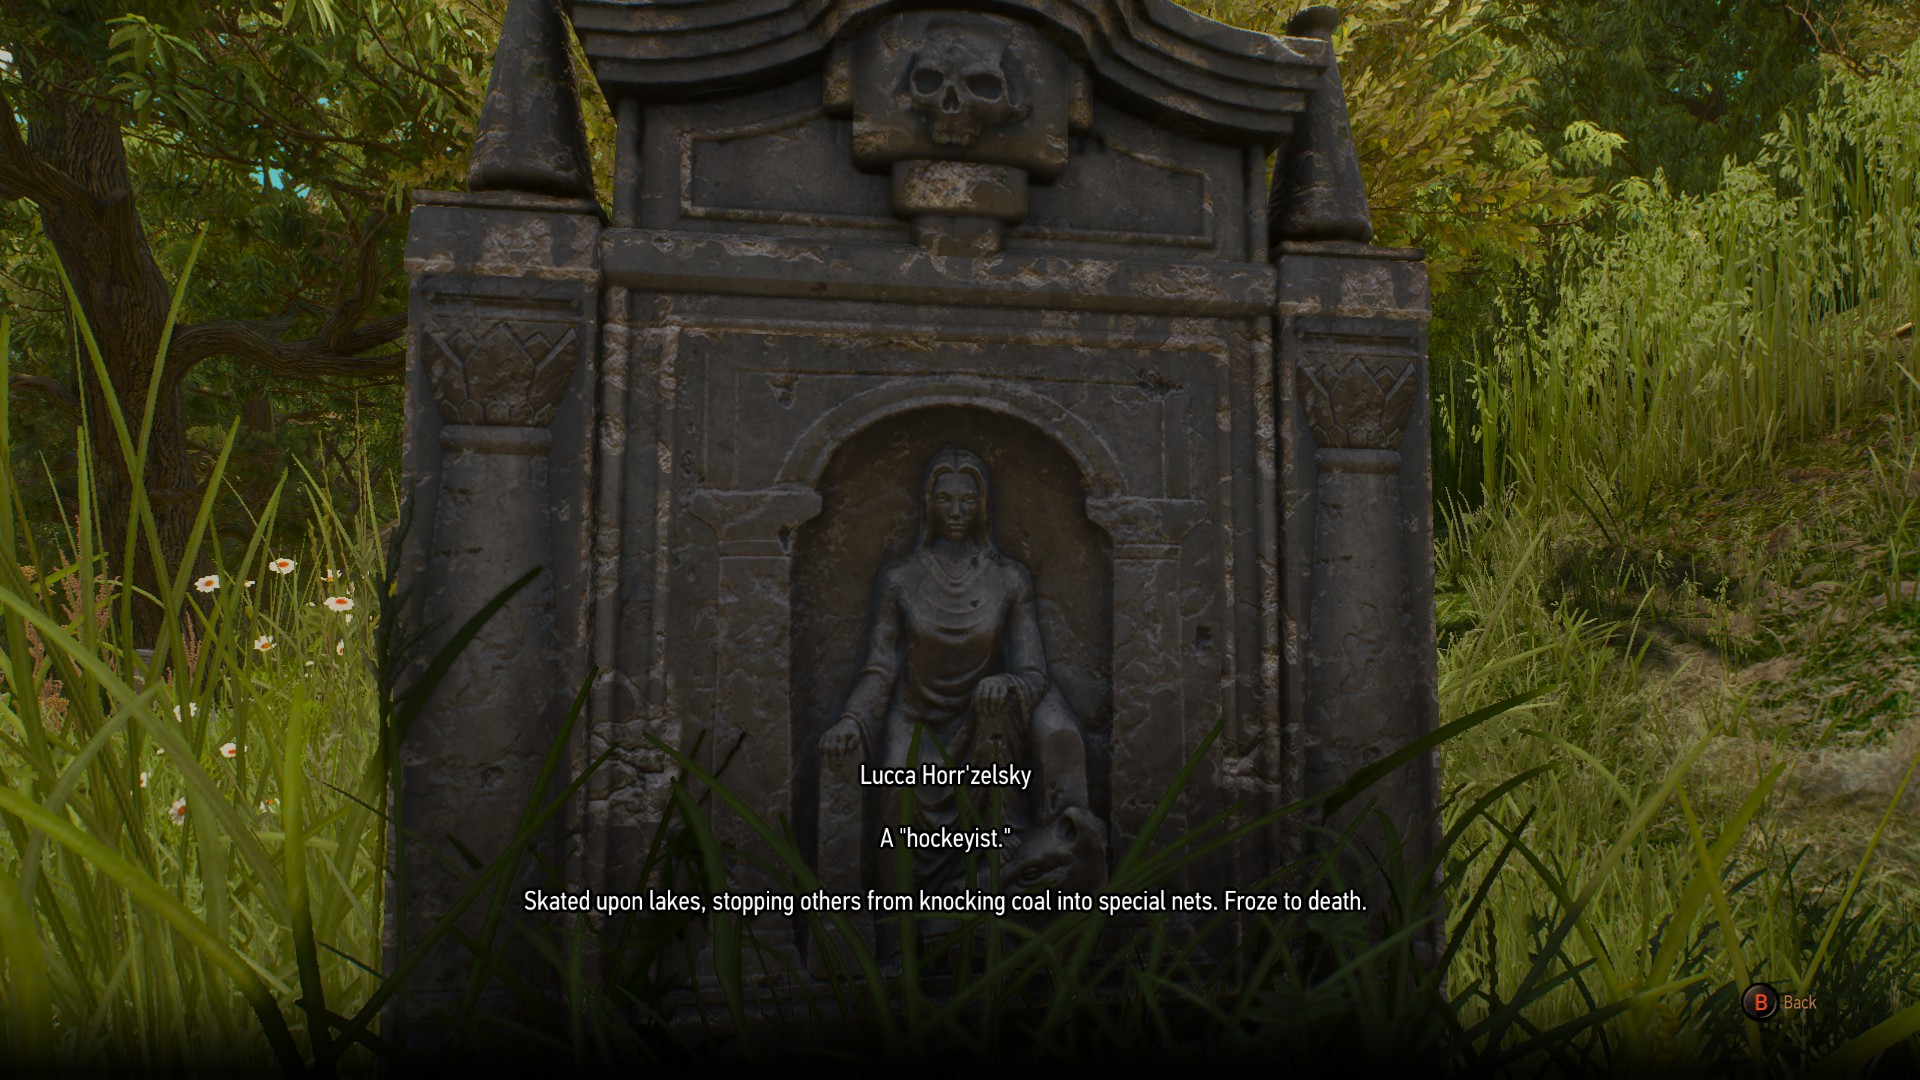 Lucca Horr'zelsky
A "hockeyist."
Skated upon lakes, stopping others from knocking coal into special nets. Froze to death.
B Back